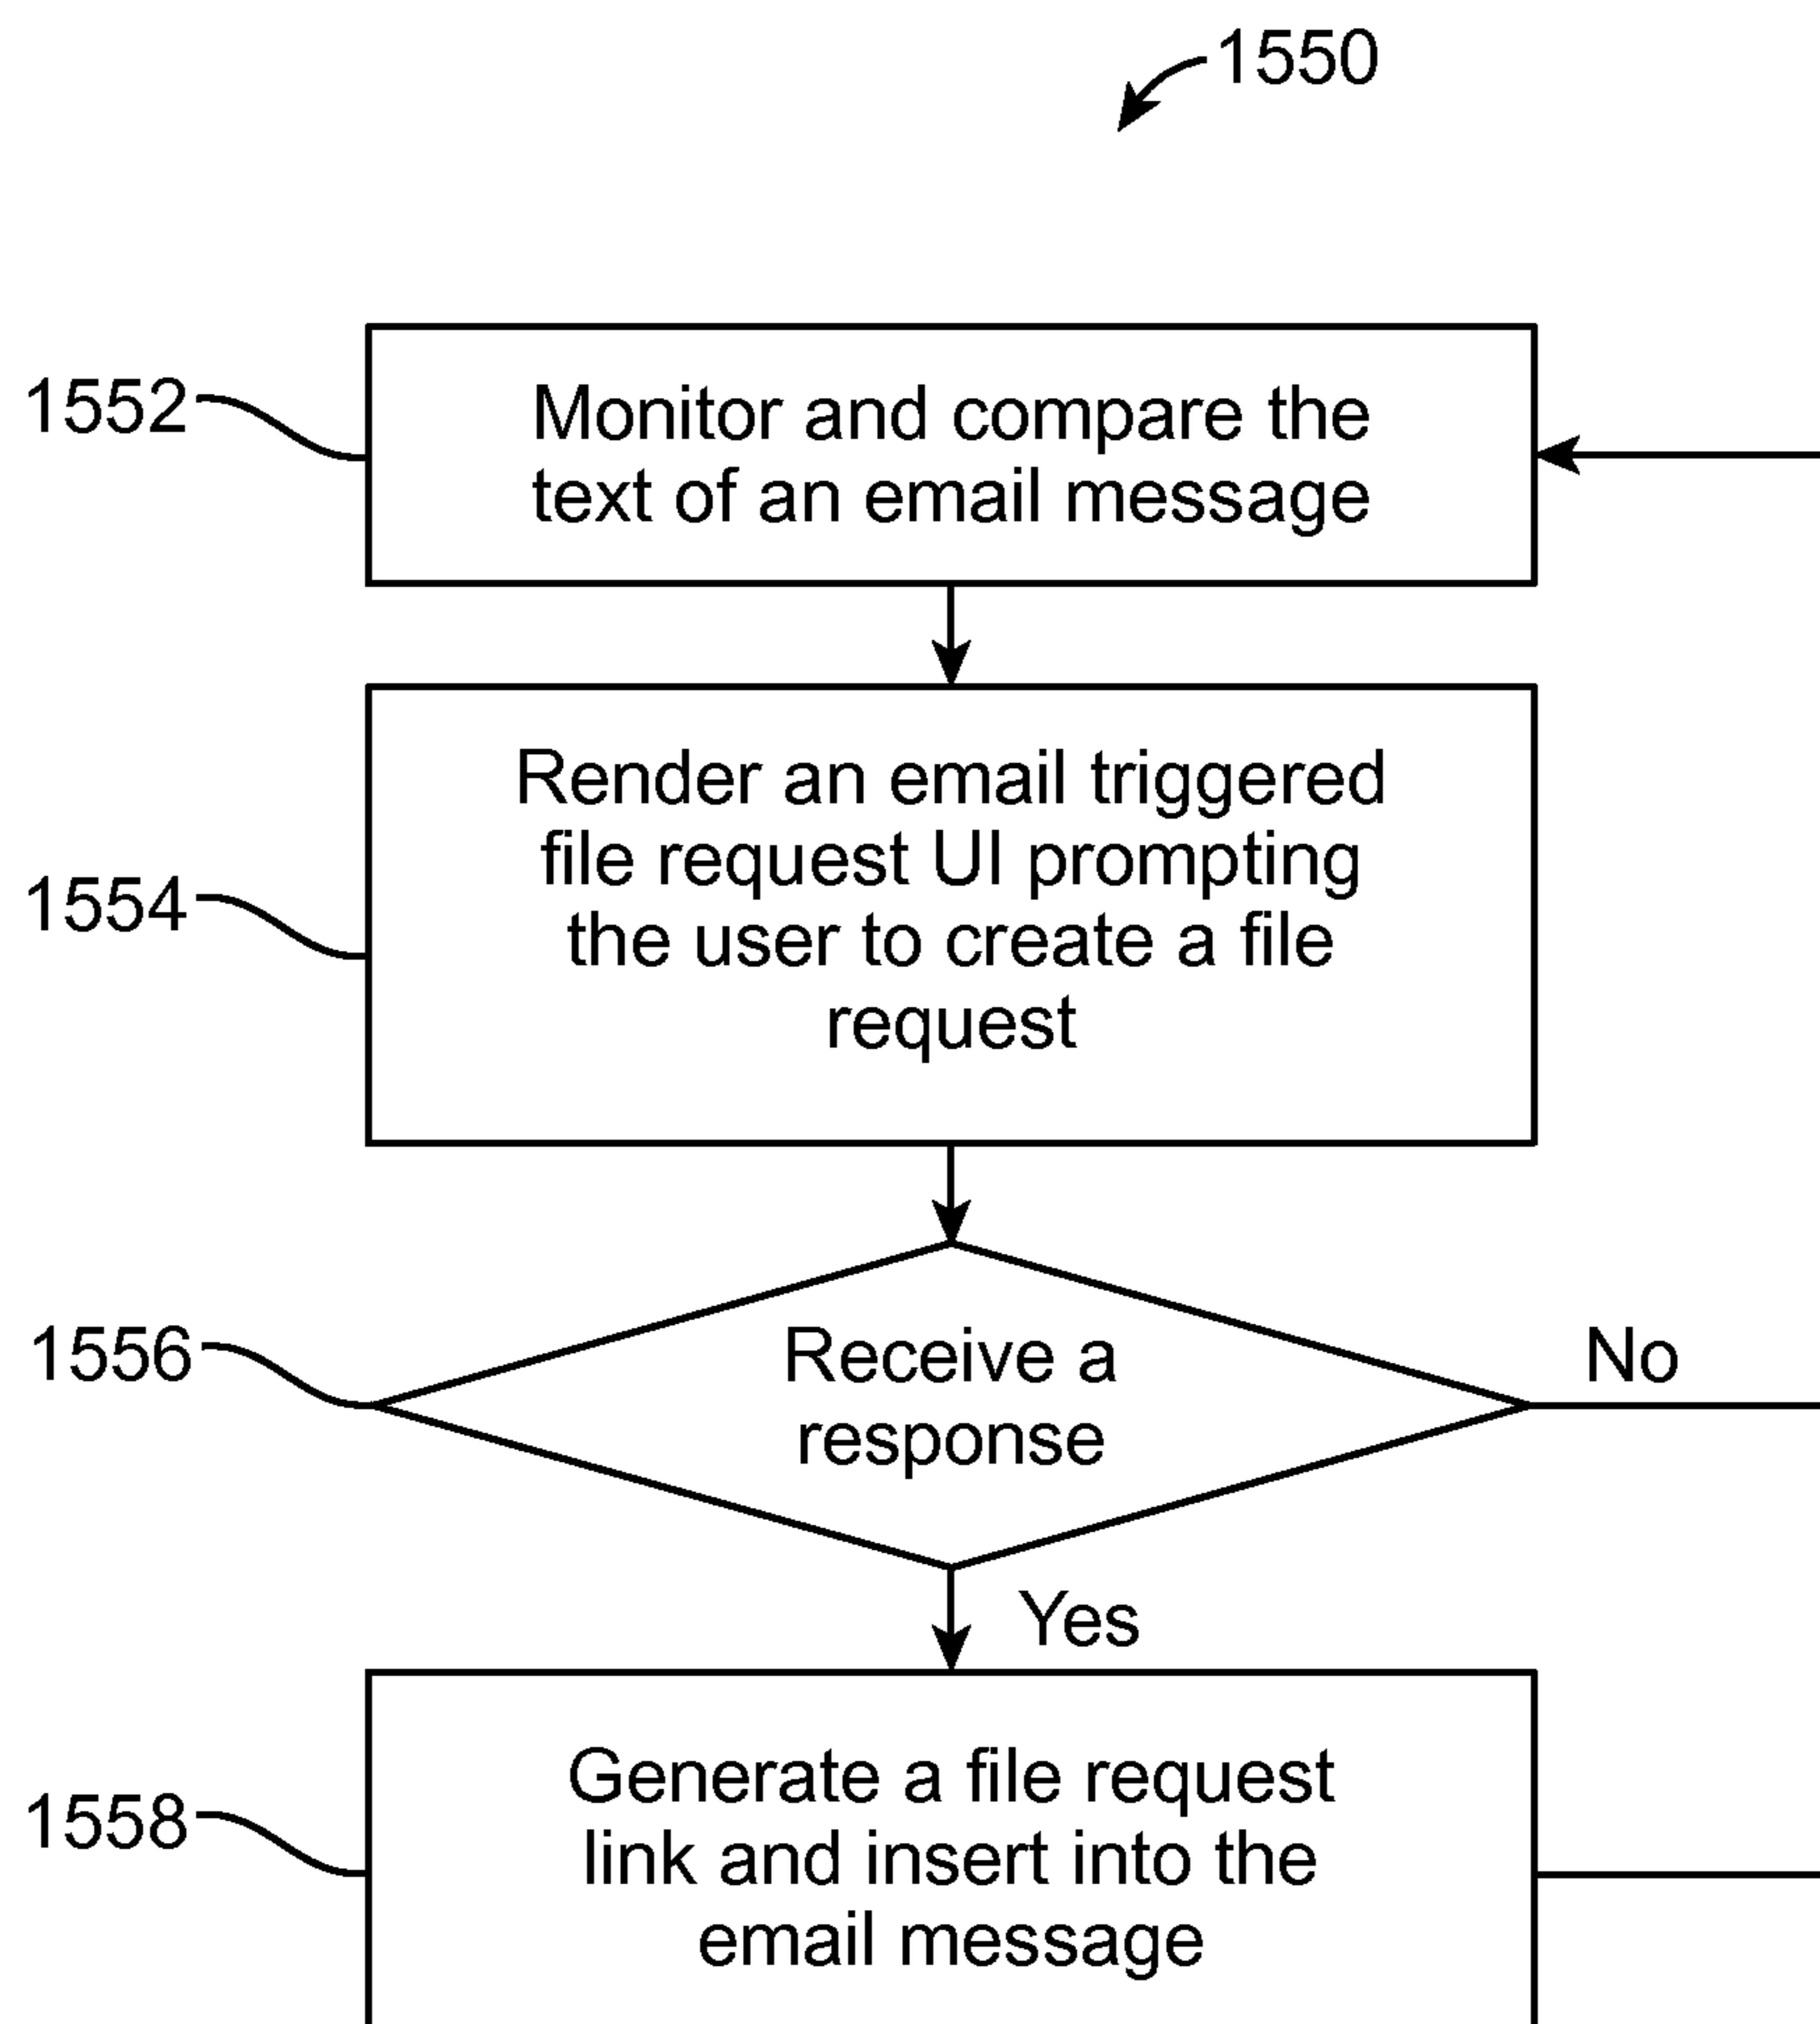 1550
1552
Monitor and compare the
text of an email message
1554
Render an email triggered
file request UI prompting
the user to create a file
request
1556
Receive a
response
No
Yes
1558
Generate a file request
link and insert into the
email message